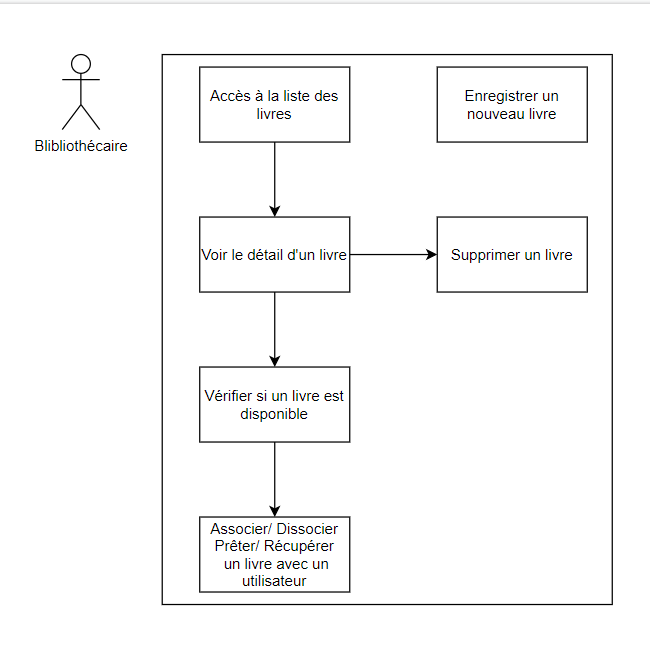 Accès à la liste des
livres
Enregistrer un
nouveau livre
Blibliothécaire
Voir le détail d'un livre
Supprimer un livre
Vérifier si un livre est
disponible
Associer/ Dissocier
Prêter/ Récupérer
un livre avec un
utilisateur